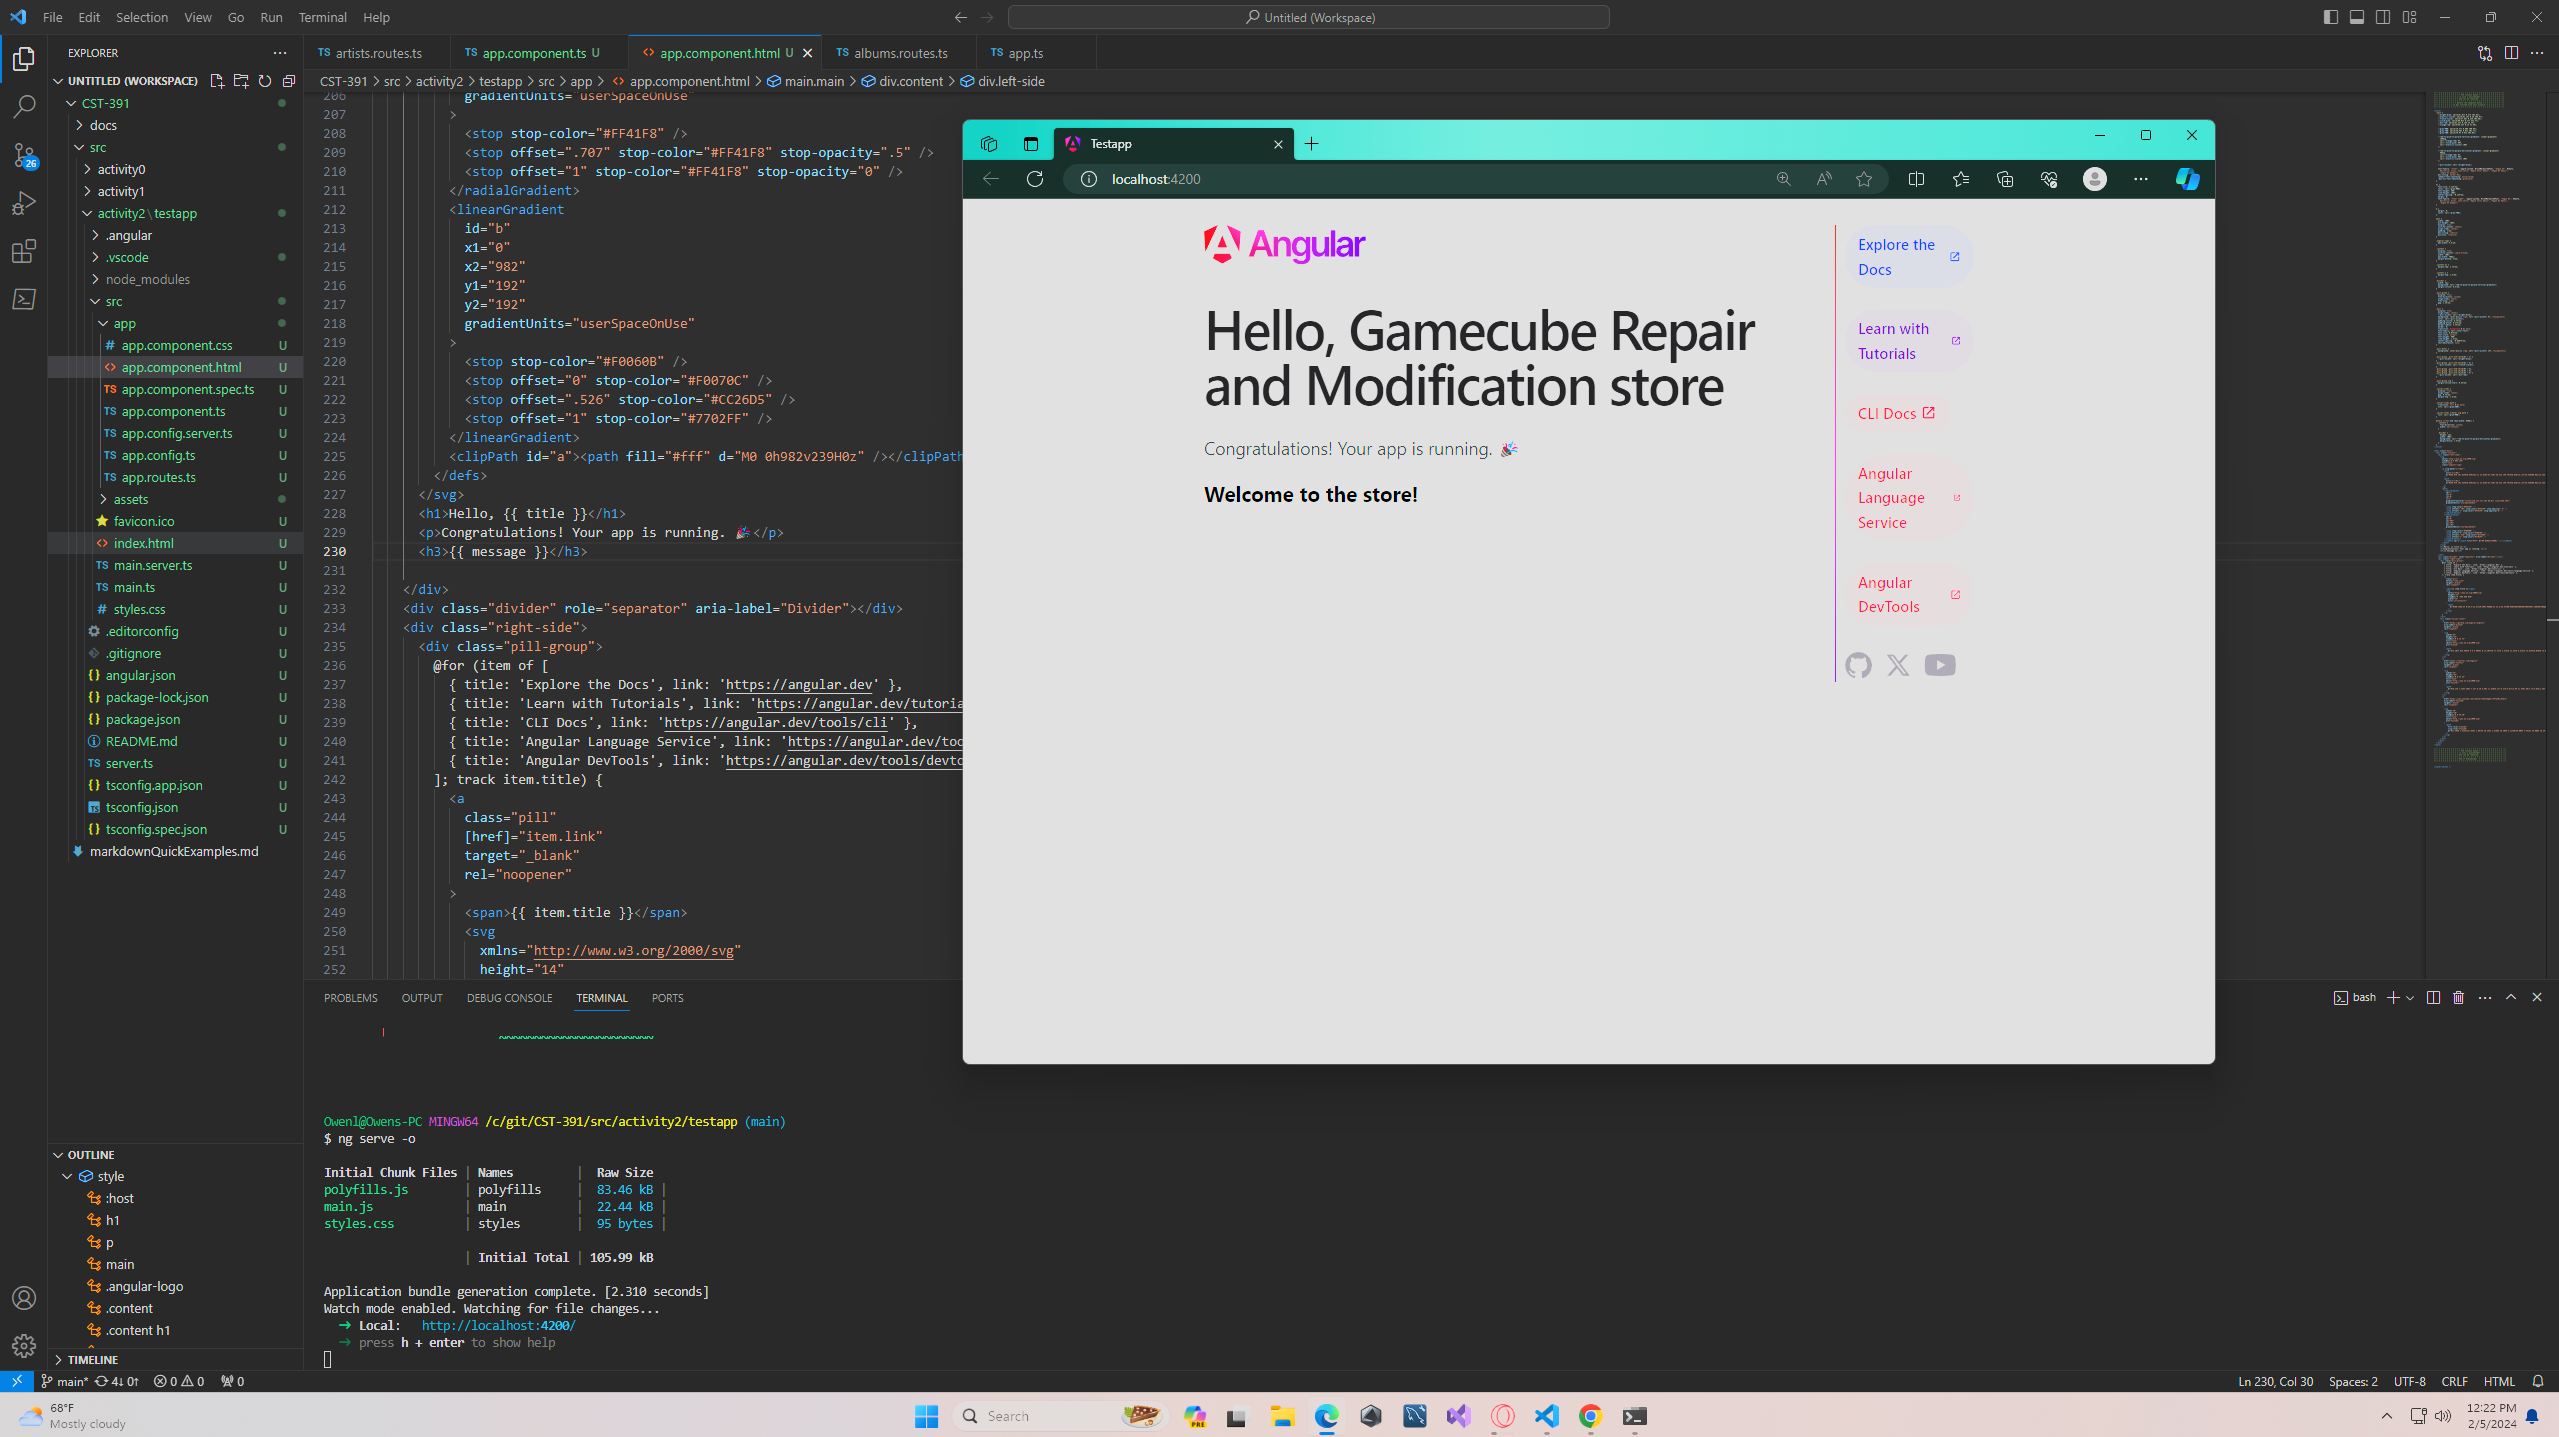 File Edit Selection View Go Run Terminal Help
Untitled (Workspace)
EXPLORER
UNTITLED (WORKSPACE)
CST-391
docs
src
activity0
activity1
activity2\testapp
.angular
.vscode
node_modules
src
app
app.component.css U
app.component.html U
app.component.spec.ts U
app.component.ts U
app.config.server.ts U
app.config.ts U
app.routes.ts U
assets
favicon.ico U
index.html U
main.server.ts U
main.ts U
styles.css U
.editorconfig U
.gitignore U
angular.json U
package-lock.json U
package.json U
README.md U
server.ts U
tsconfig.app.json U
tsconfig.json U
tsconfig.spec.json U
markdownQuickExamples.md
26
OUTLINE
style
:host
h1
p
main
.angular-logo
.content
.content h1
TIMELINE
TS artists.routes.ts
TS app.component.ts U
app.component.html U
TS albums.routes.ts
TS app.ts
CST-391 > src > activity2 > testapp > src > app > app.component.html > main.main > div.content > div.left-side
206 gradientUnits="userSpaceOnUse"
207 >
208 <stop stop-color="#FF41F8" />
209 <stop offset=".707" stop-color="#FF41F8" stop-opacity=".5" />
210 <stop offset="1" stop-color="#FF41F8" stop-opacity="0" />
211 </radialGradient>
212 <linearGradient
213 id="b"
214 x1="0"
215 x2="982"
216 y1="192"
217 y2="192"
218 gradientUnits="userSpaceOnUse"
219 >
220 <stop stop-color="#F0060B" />
221 <stop offset="0" stop-color="#F0070C" />
222 <stop offset=".526" stop-color="#CC26D5" />
223 <stop offset="1" stop-color="#7702FF" />
224 </linearGradient>
225 <clipPath id="a"><path fill="#fff" d="M0 0h982v239H0z" /></clipPath
226 </defs>
227 </svg>
228 <h1>Hello, {{ title }}</h1>
229 <p>Congratulations! Your app is running. 🎉</p>
230 <h3>{{ message }}</h3>
231
232 </div>
233 <div class="divider" role="separator" aria-label="Divider"></div>
234 <div class="right-side">
235 <div class="pill-group">
236 @for (item of [
237 { title: 'Explore the Docs', link: 'https://angular.dev' },
238 { title: 'Learn with Tutorials', link: 'https://angular.dev/tutoria
239 { title: 'CLI Docs', link: 'https://angular.dev/tools/cli' },
240 { title: 'Angular Language Service', link: 'https://angular.dev/too
241 { title: 'Angular DevTools', link: 'https://angular.dev/tools/devto
242 ]; track item.title) {
243 <a
244 class="pill"
245 [href]="item.link"
246 target="_blank"
247 rel="noopener"
248 >
249 <span>{{ item.title }}</span>
250 <svg
251 xmlns="http://www.w3.org/2000/svg"
252 height="14"
Testapp
localhost:4200
Angular
Hello, Gamecube Repair
and Modification store
Congratulations! Your app is running. 🎉
Welcome to the store!
Explore the
Docs
Learn with
Tutorials
CLI Docs
Angular
Language
Service
Angular
DevTools
PROBLEMS OUTPUT DEBUG CONSOLE TERMINAL PORTS
bash
Owenl@Owens-PC MINGW64 /c/git/CST-391/src/activity2/testapp (main)
$ ng serve -o
Initial Chunk Files | Names | Raw Size
polyfills.js | polyfills | 83.46 kB |
main.js | main | 22.44 kB |
styles.css | styles | 95 bytes |
| Initial Total | 105.99 kB
Application bundle generation complete. [2.310 seconds]
Watch mode enabled. Watching for file changes...
➜ Local: http://localhost:4200/
➜ press h + enter to show help
main* 4↓ 0↑ 0 0 0
Ln 230, Col 30 Spaces: 2 UTF-8 CRLF HTML
68°F
Mostly cloudy
Search
PRE
12:22 PM
2/5/2024